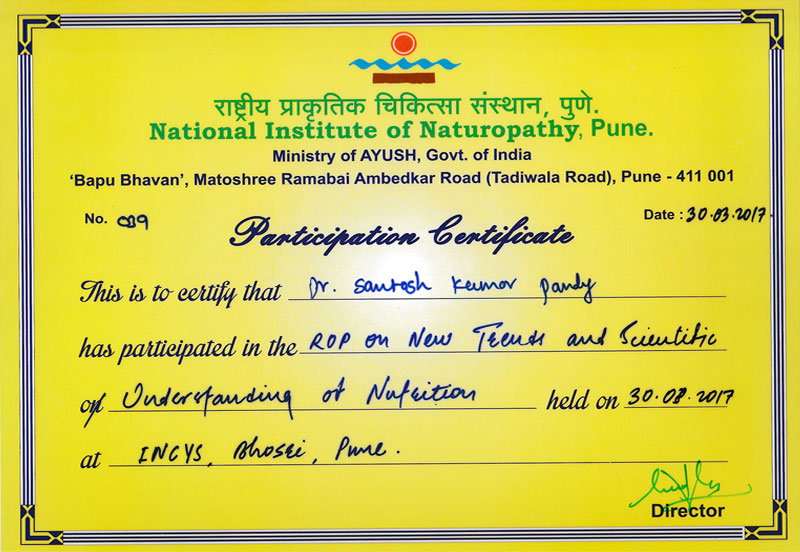 राष्ट्रीय प्राकृतिक चिकित्सा संस्थान, पुणे.
National Institute of Naturopathy, Pune.
Ministry of AYUSH, Govt. of India
'Bapu Bhavan', Matoshree Ramabai Ambedkar Road (Tadiwala Road), Pune - 411 001
No. Date : 30.03.2017.
Participation Certificate
This is to certify that Dr. Santosh Kumar Pandy
has participated in the ROP on New Trends and Scientific
Understanding of Nutrition held on 30.03.2017
at INCYS, Pune.
Director